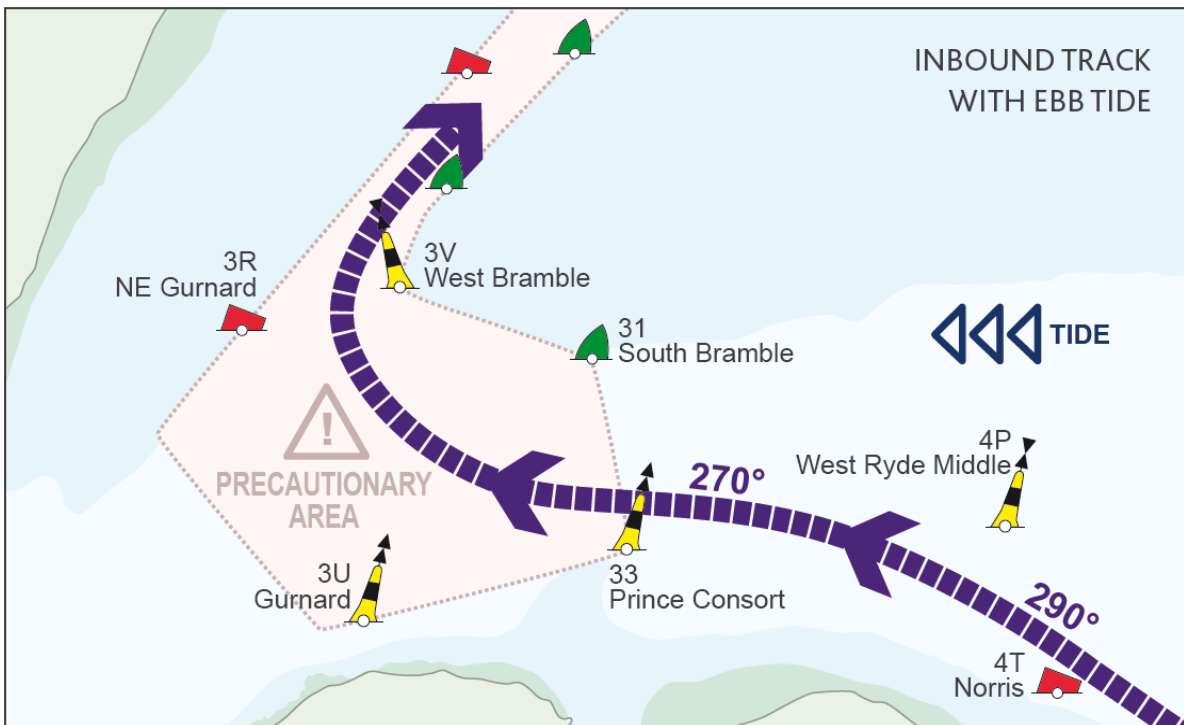 INBOUND TRACK
WITH EBB TIDE
3R
NE Gurnard
3V
West Bramble
31
South Bramble
TIDE
4P
West Ryde Middle
270°
!
PRECAUTIONARY
AREA
3U
Gurnard
33
Prince Consort
290°
4T
Norris